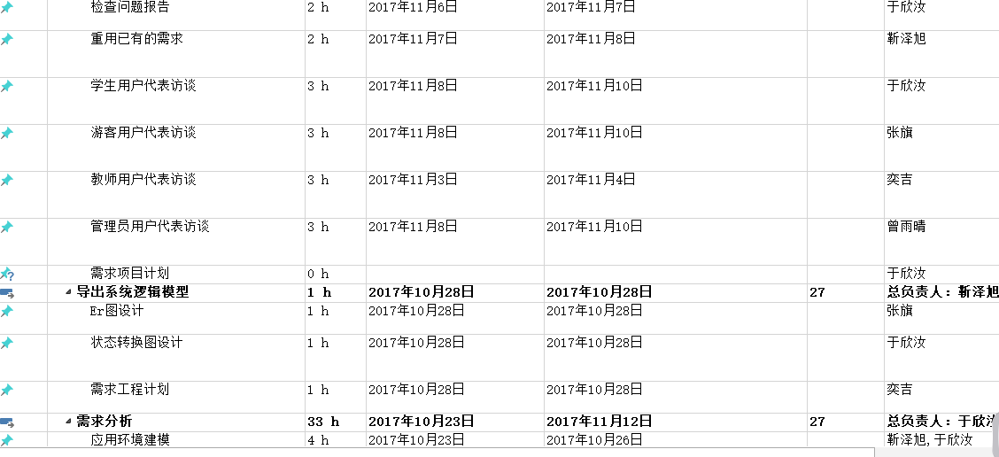 检查问题报告 2 h 2017年11月6日 2017年11月7日 于欣汝
重用已有的需求 2 h 2017年11月7日 2017年11月8日 靳泽旭
学生用户代表访谈 3 h 2017年11月8日 2017年11月10日 于欣汝
游客用户代表访谈 3 h 2017年11月8日 2017年11月10日 张旗
教师用户代表访谈 3 h 2017年11月3日 2017年11月4日 奕吉
管理员用户代表访谈 3 h 2017年11月8日 2017年11月10日 曾雨晴
需求项目计划 0 h 于欣汝
导出系统逻辑模型 1 h 2017年10月28日 2017年10月28日 27 总负责人：靳泽旭
Er图设计 1 h 2017年10月28日 2017年10月28日 张旗
状态转换图设计 1 h 2017年10月28日 2017年10月28日 于欣汝
需求工程计划 1 h 2017年10月28日 2017年10月28日 奕吉
需求分析 33 h 2017年10月23日 2017年11月12日 27 总负责人：于欣汝
应用环境建模 4 h 2017年10月23日 2017年10月26日 靳泽旭,于欣汝